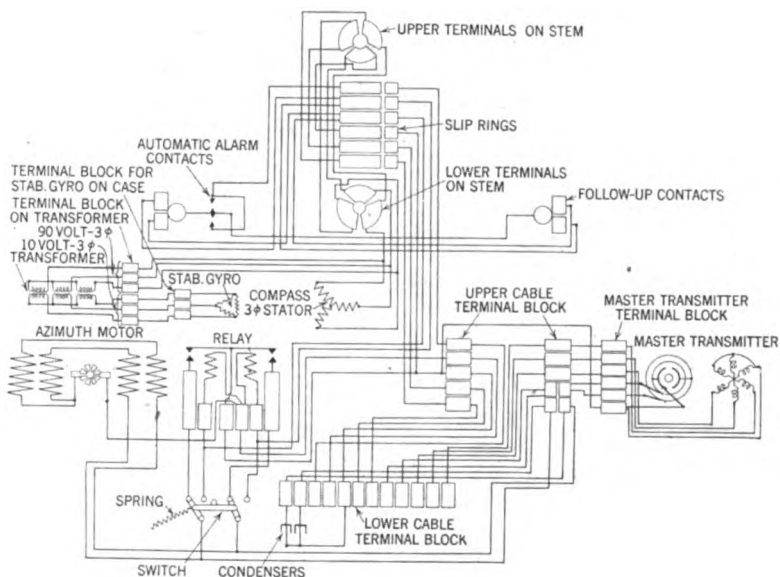 UPPER TERMINALS ON STEM
SLIP RINGS
AUTOMATIC ALARM
CONTACTS
LOWER TERMINALS
ON STEM
FOLLOW-UP CONTACTS
TERMINAL BLOCK FOR
STAB. GYRO ON CASE
TERMINAL BLOCK
ON TRANSFORMER
90 VOLT-3φ
10 VOLT-3φ
TRANSFORMER
STAB. GYRO
COMPASS
3φ STATOR
UPPER CABLE
TERMINAL BLOCK
MASTER TRANSMITTER
TERMINAL BLOCK
MASTER TRANSMITTER
AZIMUTH MOTOR
RELAY
SPRING
SWITCH
CONDENSERS
LOWER CABLE
TERMINAL BLOCK